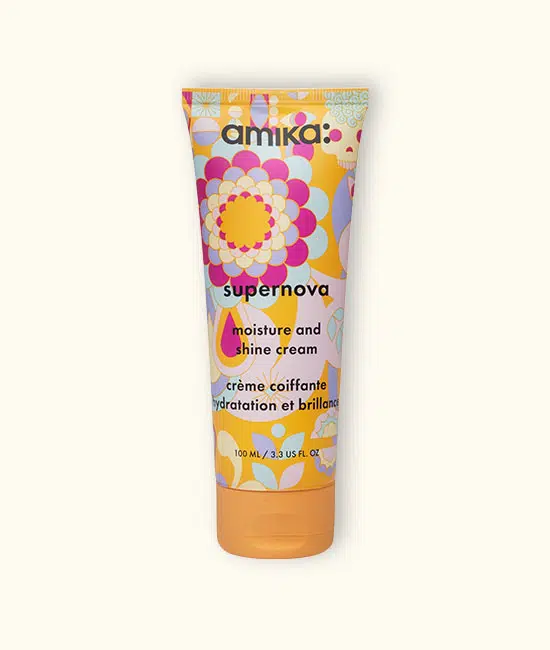 amika:
supernova
moisture and
shine cream
crème coiffante
hydratation et brillance
100 ML / 3.3 US FL. OZ